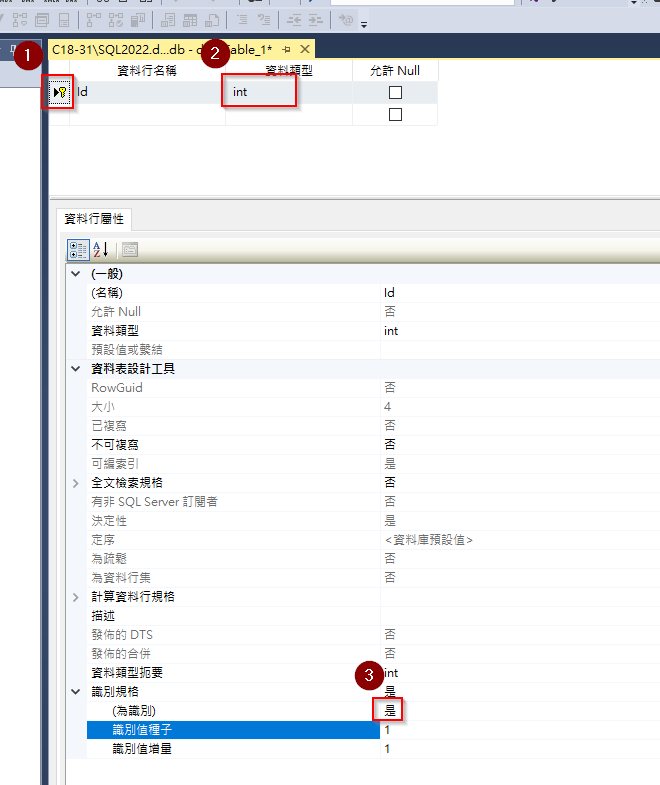 1
C18-31\SQL2022.d...db - d
able_1*
2
資料行名稱 資料類型 允許 Null
Id int
資料行屬性
(一般)
(名稱) Id
允許 Null 否
資料類型 int
預設值或繫結
資料表設計工具
RowGuid 否
大小 4
已複寫 否
不可複寫 否
可編索引 是
全文檢索規格 否
有非 SQL Server 訂閱者 否
決定性 是
定序 <資料庫預設值>
為疏鬆 否
為資料行集 否
計算資料行規格
描述
發佈的 DTS 否
發佈的合併 否
資料類型扼要 int
3
識別規格 是
(為識別) 是
識別值種子 1
識別值增量 1